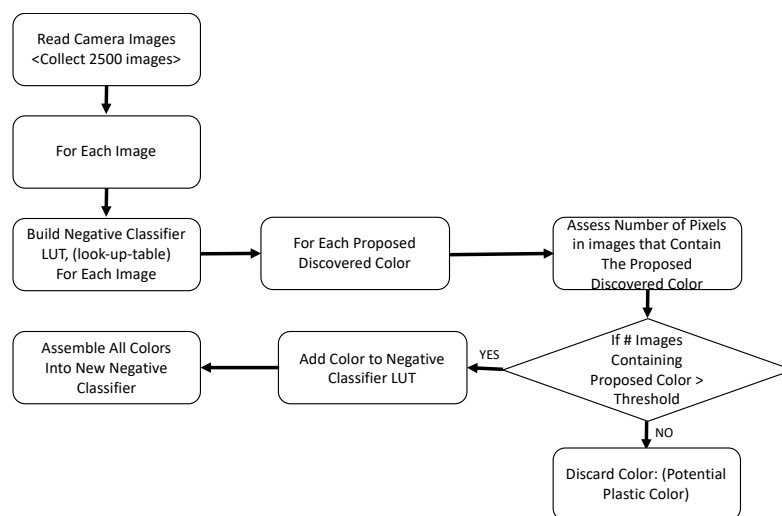 Read Camera Images
<Collect 2500 images>
For Each Image
Build Negative Classifier
LUT, (look-up-table)
For Each Image
For Each Proposed
Discovered Color
Assess Number of Pixels
in images that Contain
The Proposed
Discovered Color
If # Images
Containing
Proposed Color >
Threshold
YES
Add Color to Negative
Classifier LUT
Assemble All Colors
Into New Negative
Classifier
NO
Discard Color: (Potential
Plastic Color)